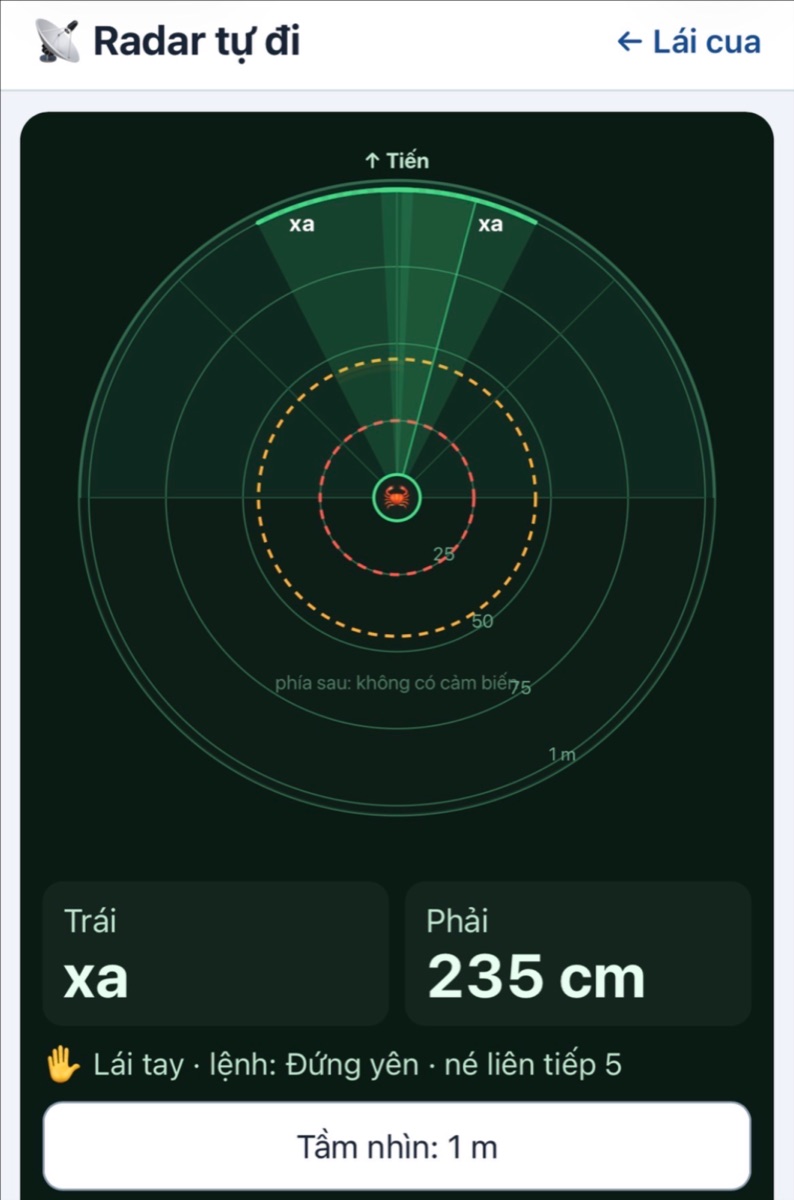 Radar tự đi
← Lái cua
↑ Tiến
xa
xa
25
50
phía sau: không có cảm biến
75
1 m
Trái
xa
Phải
235 cm
Lái tay · lệnh: Đứng yên · né liên tiếp 5
Tầm nhìn: 1 m